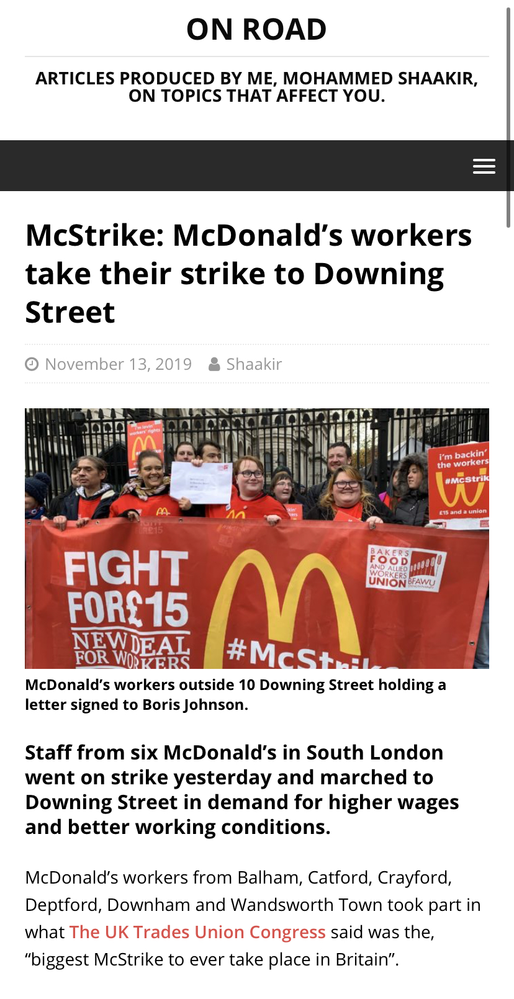 ON ROAD
ARTICLES PRODUCED BY ME, MOHAMMED SHAAKIR,
ON TOPICS THAT AFFECT YOU.
McStrike: McDonald’s workers
take their strike to Downing
Street
November 13, 2019 Shaakir
i'm lovin'
workers' rights
i'm backin'
the workers
#McStrik
£15 and a union
FIGHT
FOR £15
NEW DEAL
FOR WORKERS
#McStrike
BAKERS
FOOD
AND ALLIED
WORKERS
UNION BFAWU
McDonald’s workers outside 10 Downing Street holding a
letter signed to Boris Johnson.
Staff from six McDonald’s in South London
went on strike yesterday and marched to
Downing Street in demand for higher wages
and better working conditions.
McDonald’s workers from Balham, Catford, Crayford,
Deptford, Downham and Wandsworth Town took part in
what The UK Trades Union Congress said was the,
“biggest McStrike to ever take place in Britain”.